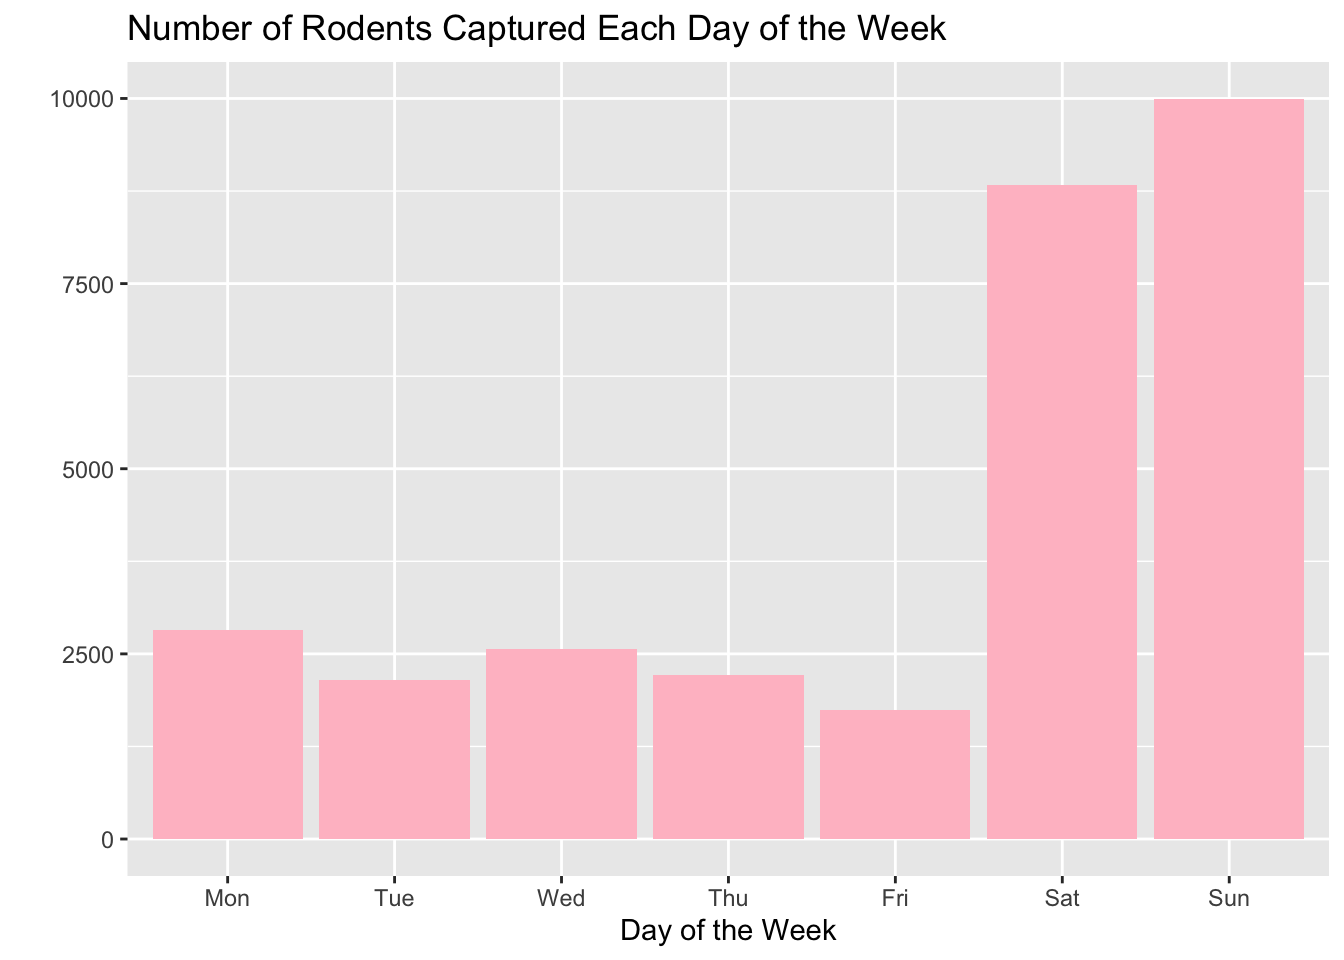 Number of Rodents Captured Each Day of the Week
10000
7500
5000
2500
0
Mon Tue Wed Thu Fri Sat Sun
Day of the Week